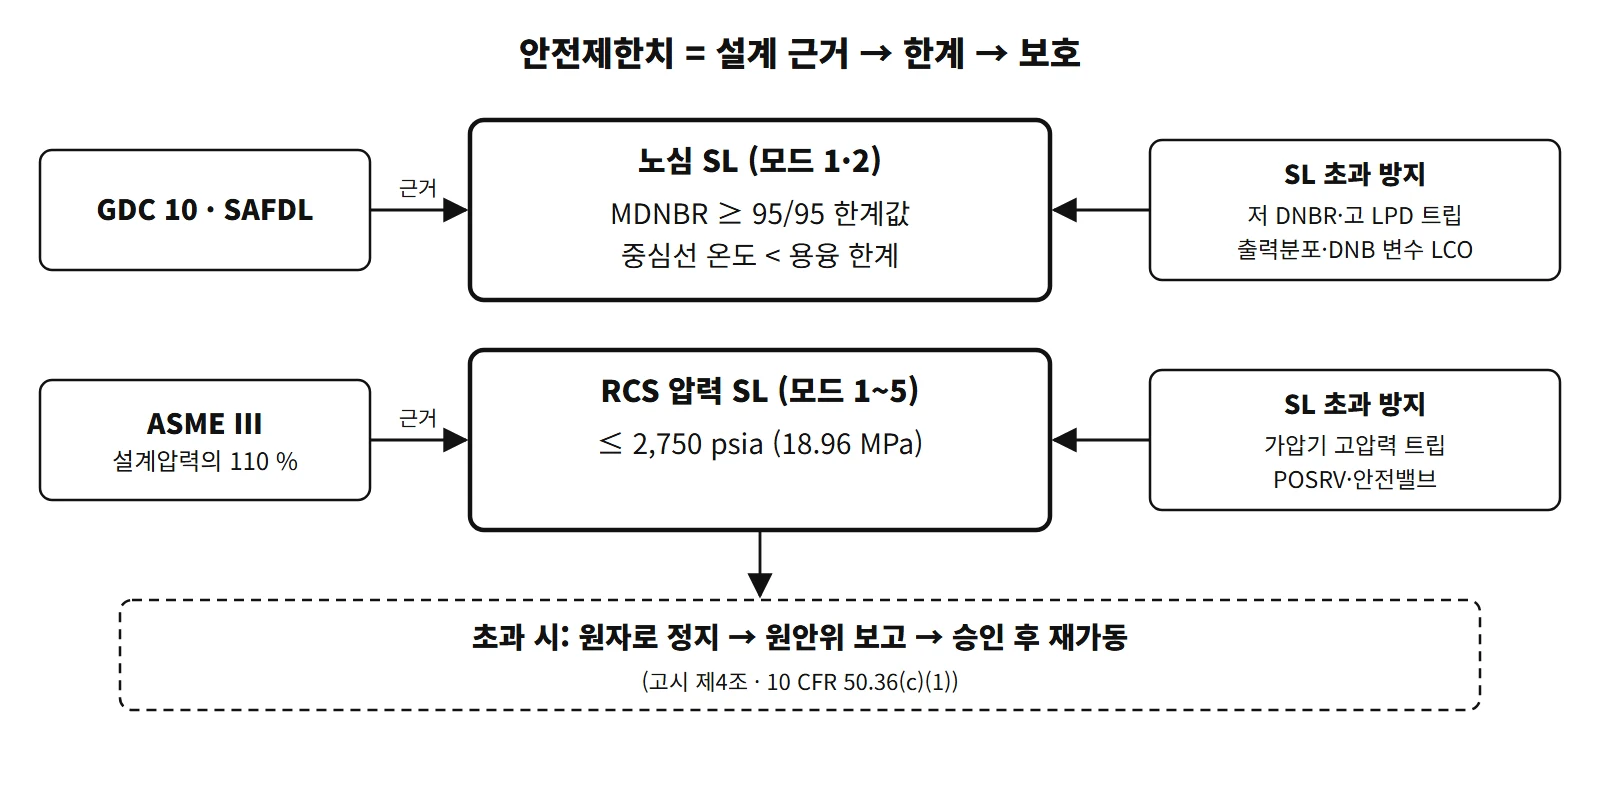 안전제한치 = 설계 근거 → 한계 → 보호
GDC 10 · SAFDL
근거
노심 SL (모드 1·2)
MDNBR ≥ 95/95 한계값
중심선 온도 < 용융 한계
SL 초과 방지
저 DNBR·고 LPD 트립
출력분포·DNB 변수 LCO
ASME III
설계압력의 110 %
근거
RCS 압력 SL (모드 1~5)
≤ 2,750 psia (18.96 MPa)
SL 초과 방지
가압기 고압력 트립
POSRV·안전밸브
초과 시: 원자로 정지 → 원안위 보고 → 승인 후 재가동
(고시 제4조 · 10 CFR 50.36(c)(1))